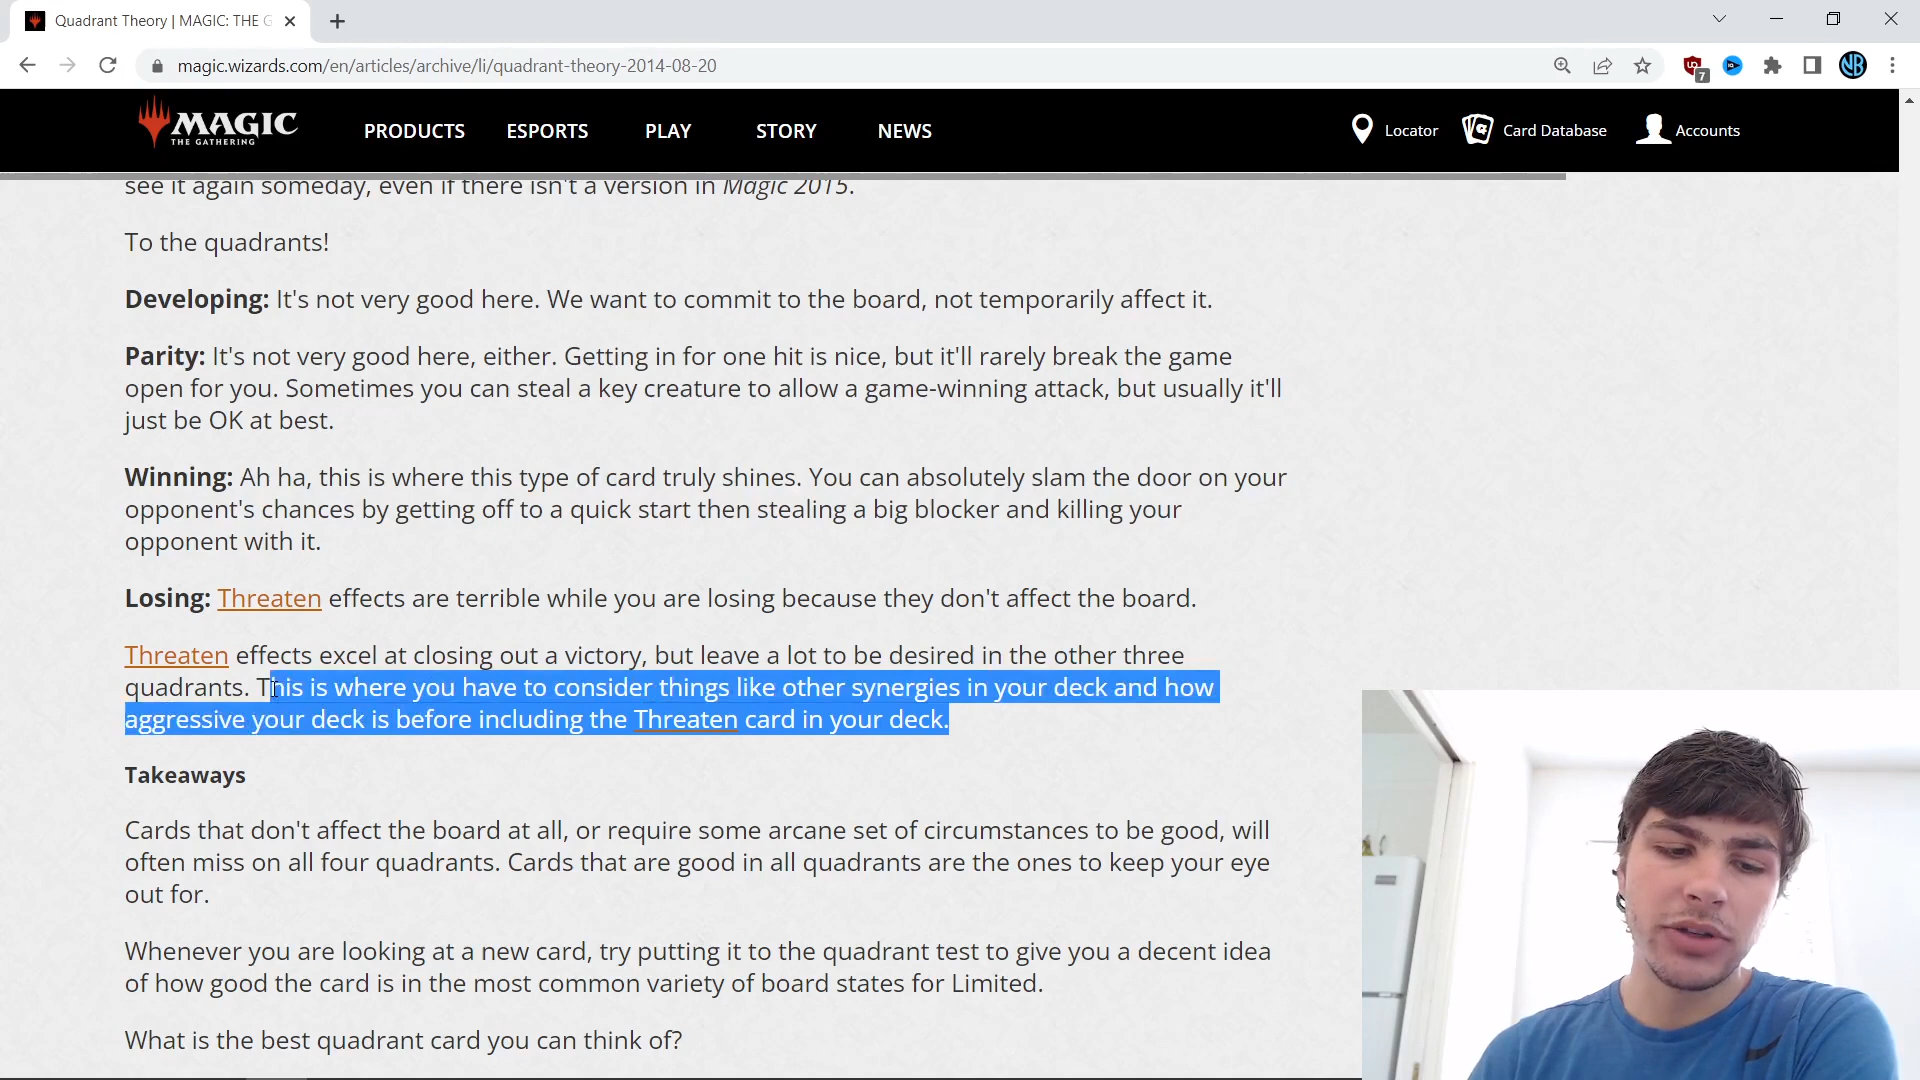 Quadrant Theory | MAGIC: THE G
magic.wizards.com/en/articles/archive/li/quadrant-theory-2014-08-20
7
NB
MAGIC
THE GATHERING
PRODUCTS ESPORTS PLAY STORY NEWS
Locator Card Database Accounts
see it again someday, even if there isn't a version in Magic 2015.
To the quadrants!
Developing: It's not very good here. We want to commit to the board, not temporarily affect it.
Parity: It's not very good here, either. Getting in for one hit is nice, but it'll rarely break the game
open for you. Sometimes you can steal a key creature to allow a game-winning attack, but usually it'll
just be OK at best.
Winning: Ah ha, this is where this type of card truly shines. You can absolutely slam the door on your
opponent's chances by getting off to a quick start then stealing a big blocker and killing your
opponent with it.
Losing: Threaten effects are terrible while you are losing because they don't affect the board.
Threaten effects excel at closing out a victory, but leave a lot to be desired in the other three
quadrants. This is where you have to consider things like other synergies in your deck and how
aggressive your deck is before including the Threaten card in your deck.
Takeaways
Cards that don't affect the board at all, or require some arcane set of circumstances to be good, will
often miss on all four quadrants. Cards that are good in all quadrants are the ones to keep your eye
out for.
Whenever you are looking at a new card, try putting it to the quadrant test to give you a decent idea
of how good the card is in the most common variety of board states for Limited.
What is the best quadrant card you can think of?